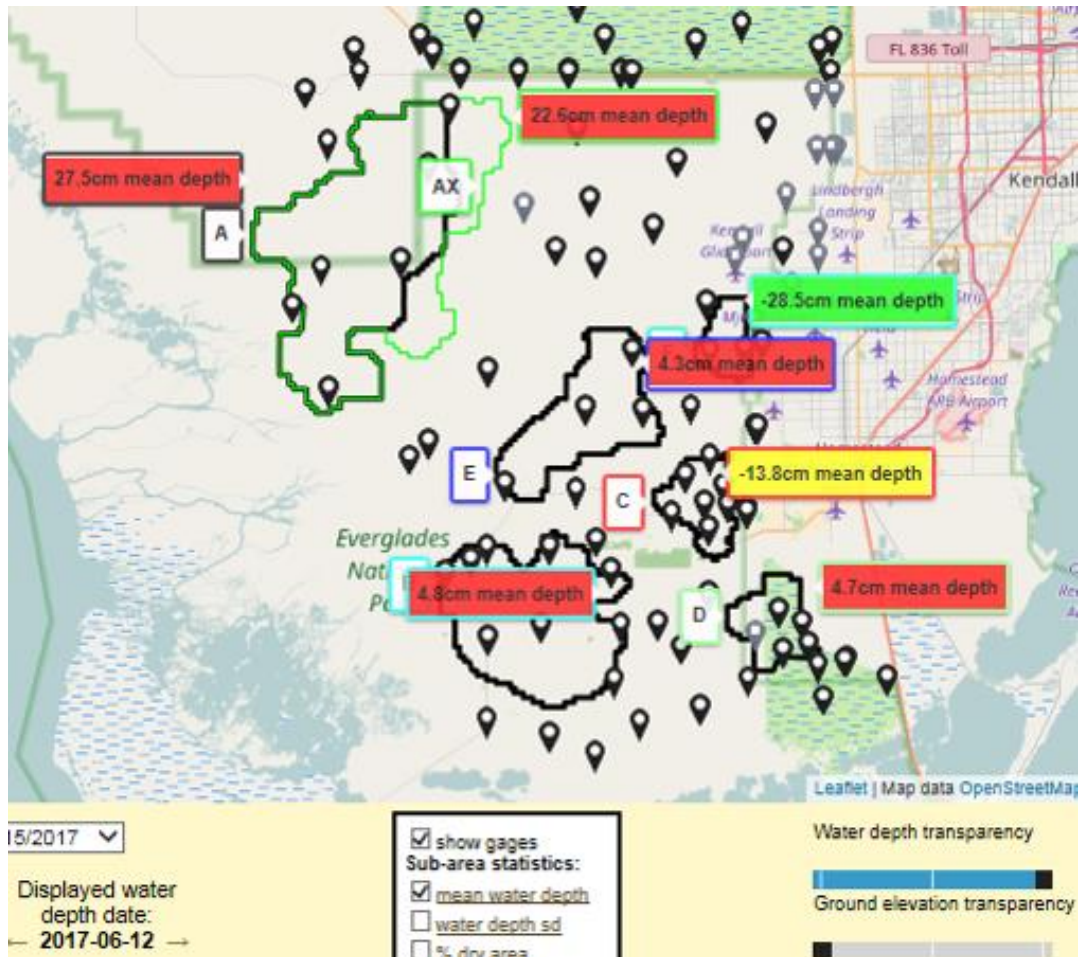 FL 836 Toll
22.6cm mean depth
27.5cm mean depth
Kendall
AX
A
Lindbergh
Landing
Strip
-28.5cm mean depth
4.3cm mean depth
Homestead
ARB Airport
-13.8cm mean depth
E
C
Everglades
4.8cm mean depth
4.7cm mean depth
D
Leaflet | Map data OpenStreetMap
15/2017
show gages
Sub-area statistics:
mean water depth
water depth sd
% dry area
Displayed water
depth date:
← 2017-06-12 →
Water depth transparency
Ground elevation transparency